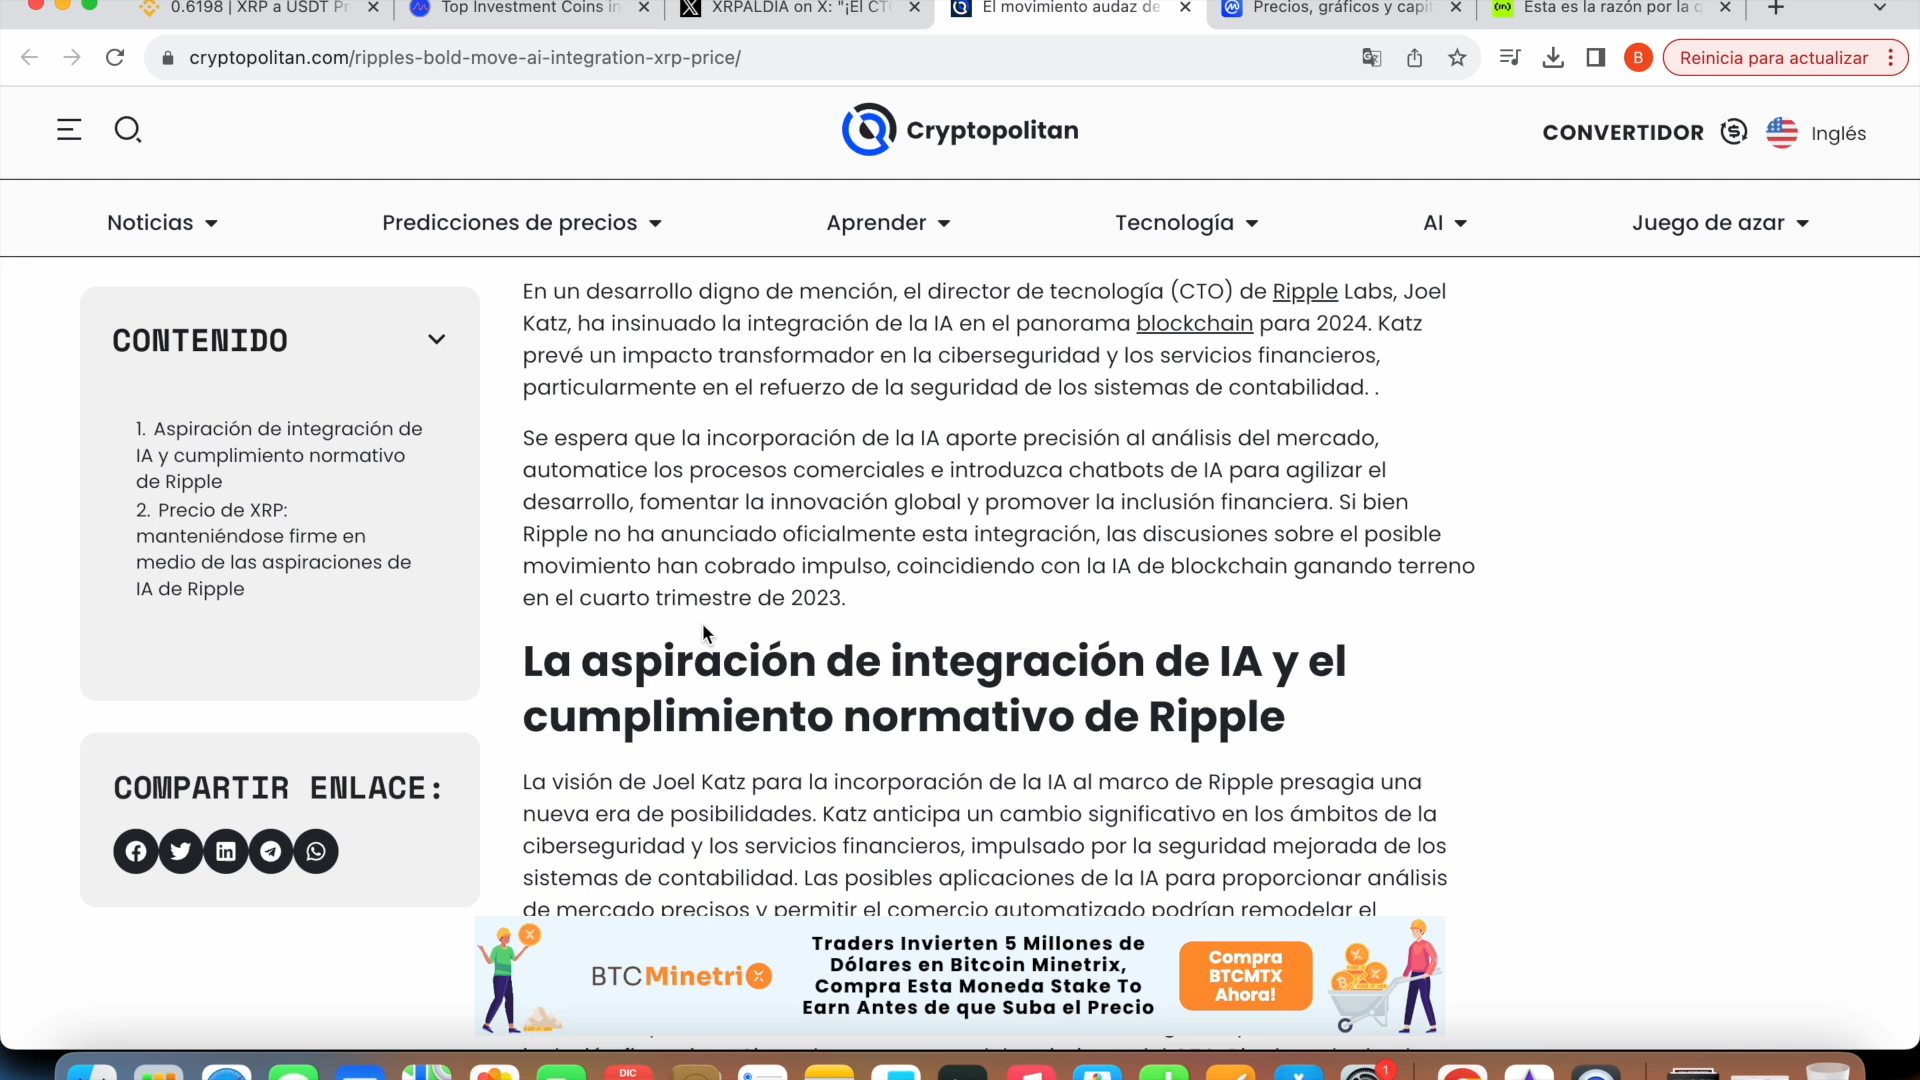 0.6198 | XRP a USDT
Top Investment Coins in
XRPALDIA on X: "¡El CT
El movimiento audaz de
Precios, gráficos y capit
Esta es la razón por la q
cryptopolitan.com/ripples-bold-move-ai-integration-xrp-price/
B
Reinicia para actualizar
Cryptopolitan
CONVERTIDOR
Inglés
Noticias
Predicciones de precios
Aprender
Tecnología
AI
Juego de azar
CONTENIDO
1. Aspiración de integración de
IA y cumplimiento normativo
de Ripple
2. Precio de XRP:
manteniéndose firme en
medio de las aspiraciones de
IA de Ripple
COMPARTIR ENLACE:
En un desarrollo digno de mención, el director de tecnología (CTO) de Ripple Labs, Joel
Katz, ha insinuado la integración de la IA en el panorama blockchain para 2024. Katz
prevé un impacto transformador en la ciberseguridad y los servicios financieros,
particularmente en el refuerzo de la seguridad de los sistemas de contabilidad. .
Se espera que la incorporación de la IA aporte precisión al análisis del mercado,
automatice los procesos comerciales e introduzca chatbots de IA para agilizar el
desarrollo, fomentar la innovación global y promover la inclusión financiera. Si bien
Ripple no ha anunciado oficialmente esta integración, las discusiones sobre el posible
movimiento han cobrado impulso, coincidiendo con la IA de blockchain ganando terreno
en el cuarto trimestre de 2023.
La aspiración de integración de IA y el
cumplimiento normativo de Ripple
La visión de Joel Katz para la incorporación de la IA al marco de Ripple presagia una
nueva era de posibilidades. Katz anticipa un cambio significativo en los ámbitos de la
ciberseguridad y los servicios financieros, impulsado por la seguridad mejorada de los
sistemas de contabilidad. Las posibles aplicaciones de la IA para proporcionar análisis
de mercado precisos y permitir el comercio automatizado podrían remodelar el
BTCMinetrix
Traders Invierten 5 Millones de
Dólares en Bitcoin Minetrix,
Compra Esta Moneda Stake To
Earn Antes de que Suba el Precio
Compra
BTCMTX
Ahora!
DIC
1